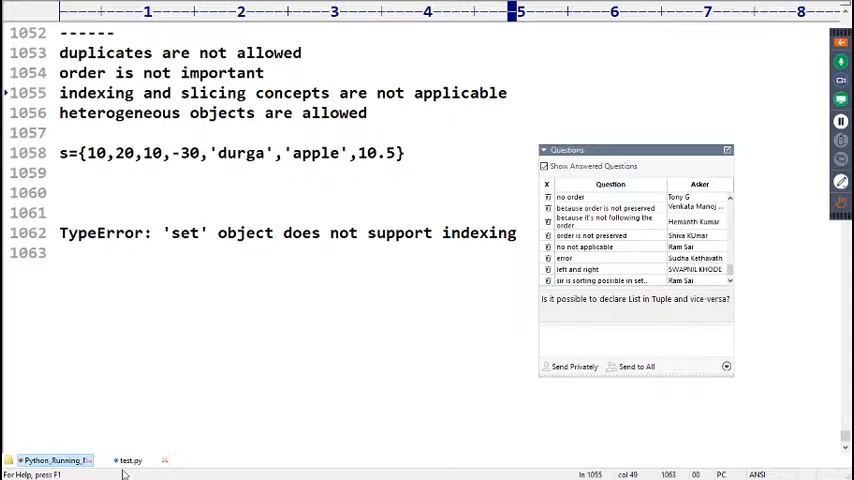 1 2 3 4 5 6 7 8
1052 ------
1053 duplicates are not allowed
1054 order is not important
1055 indexing and slicing concepts are not applicable
1056 heterogeneous objects are allowed
1057
1058 s={10,20,10,-30,'durga','apple',10.5}
1059
1060
1061
1062 TypeError: 'set' object does not support indexing
1063
Questions
Show Answered Questions
X Question Asker
no order Tony G
because order is not preserved Venkata Manoj ...
because it's not following the order Hemanth Kumar
order is not preserved Shiva KUmar
no not applicable Ram Sai
error Sudha Kethavath
left and right SWAPNIL KHODE
sir is sorting possible in set.. Ram Sai
Is it possible to declare List in Tuple and vice-versa?
Send Privately Send to All
Python_Running_ test.py
For Help, press F1 ln 1055 col 49 1063 00 PC ANSI